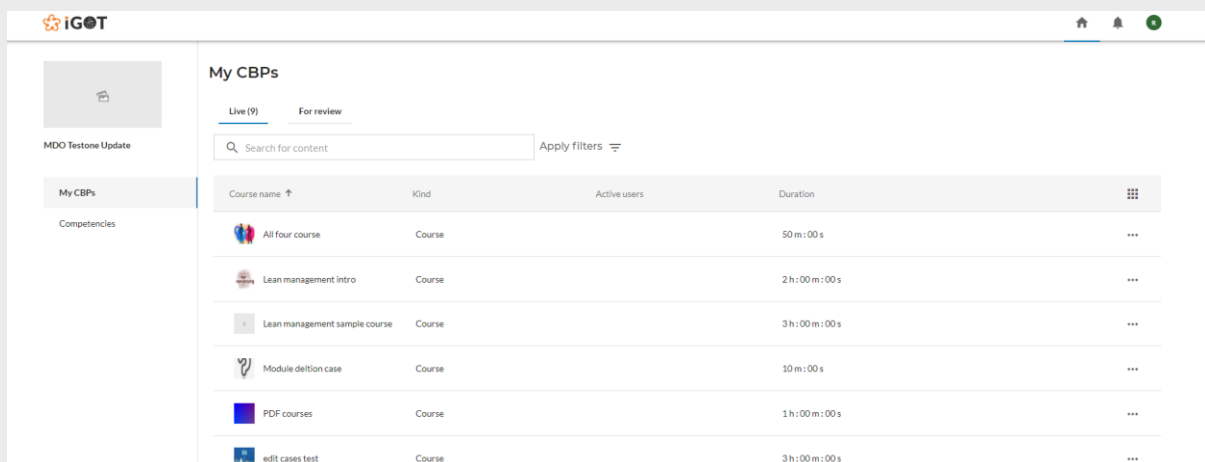 iGOT
K
My CBPs
Live (9) For review
MDO Testone Update
Search for content Apply filters
My CBPs
Course name Kind Active users Duration
Competencies
All four course Course 50 m : 00 s
Lean management intro Course 2 h : 00 m : 00 s
Lean management sample course Course 3 h : 00 m : 00 s
Module deltion case Course 10 m : 00 s
PDF courses Course 1 h : 00 m : 00 s
edit cases test Course 3 h : 00 m : 00 s